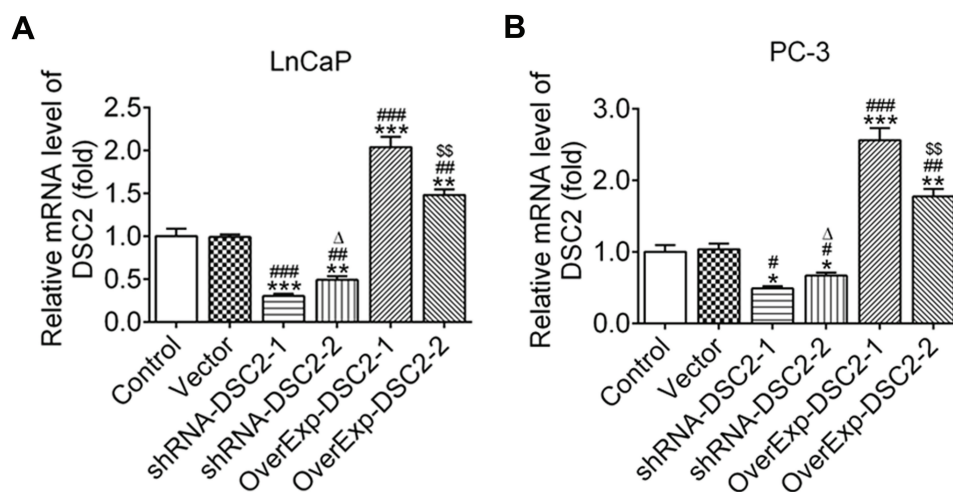 A
LnCaP
Relative mRNA level of
DSC2 (fold)
2.5
2.0
1.5
1.0
0.5
0.0
###
***
Δ
##
**
###
***
$$
##
**
Control
Vector
shRNA-DSC2-1
shRNA-DSC2-2
OverExp-DSC2-1
OverExp-DSC2-2
B
PC-3
Relative mRNA level of
DSC2 (fold)
3.0
2.0
1.0
0.0
#
*
Δ
#
*
###
***
$$
##
**
Control
Vector
shRNA-DSC2-1
shRNA-DSC2-2
OverExp-DSC2-1
OverExp-DSC2-2